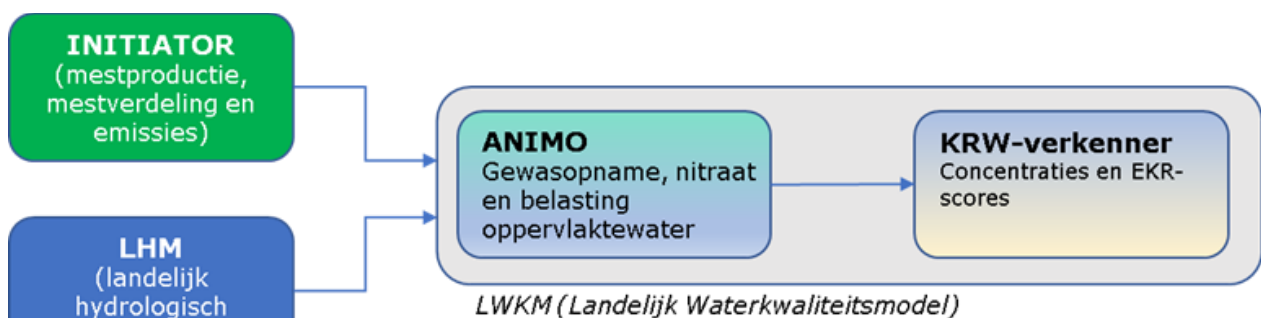 INITIATOR
(mestproductie,
mestverdeling en
emissies)
LHM
(landelijk
hydrologisch
ANIMO
Gewasopname, nitraat
en belasting
oppervlaktewater
KRW-verkenner
Concentraties en EKR-
scores
LWKM (Landelijk Waterkwaliteitsmodel)